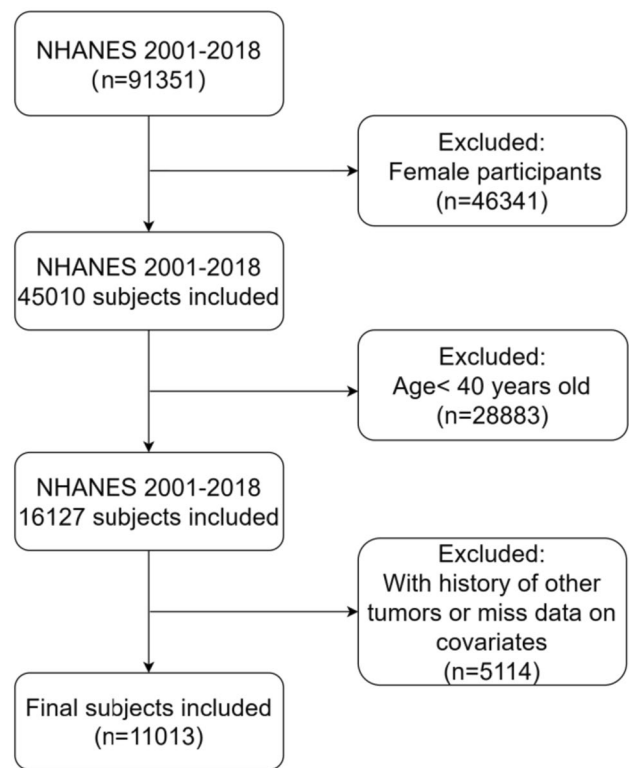 NHANES 2001-2018
(n=91351)
Excluded:
Female participants
(n=46341)
NHANES 2001-2018
45010 subjects included
Excluded:
Age< 40 years old
(n=28883)
NHANES 2001-2018
16127 subjects included
Excluded:
With history of other
tumors or miss data on
covariates
(n=5114)
Final subjects included
(n=11013)